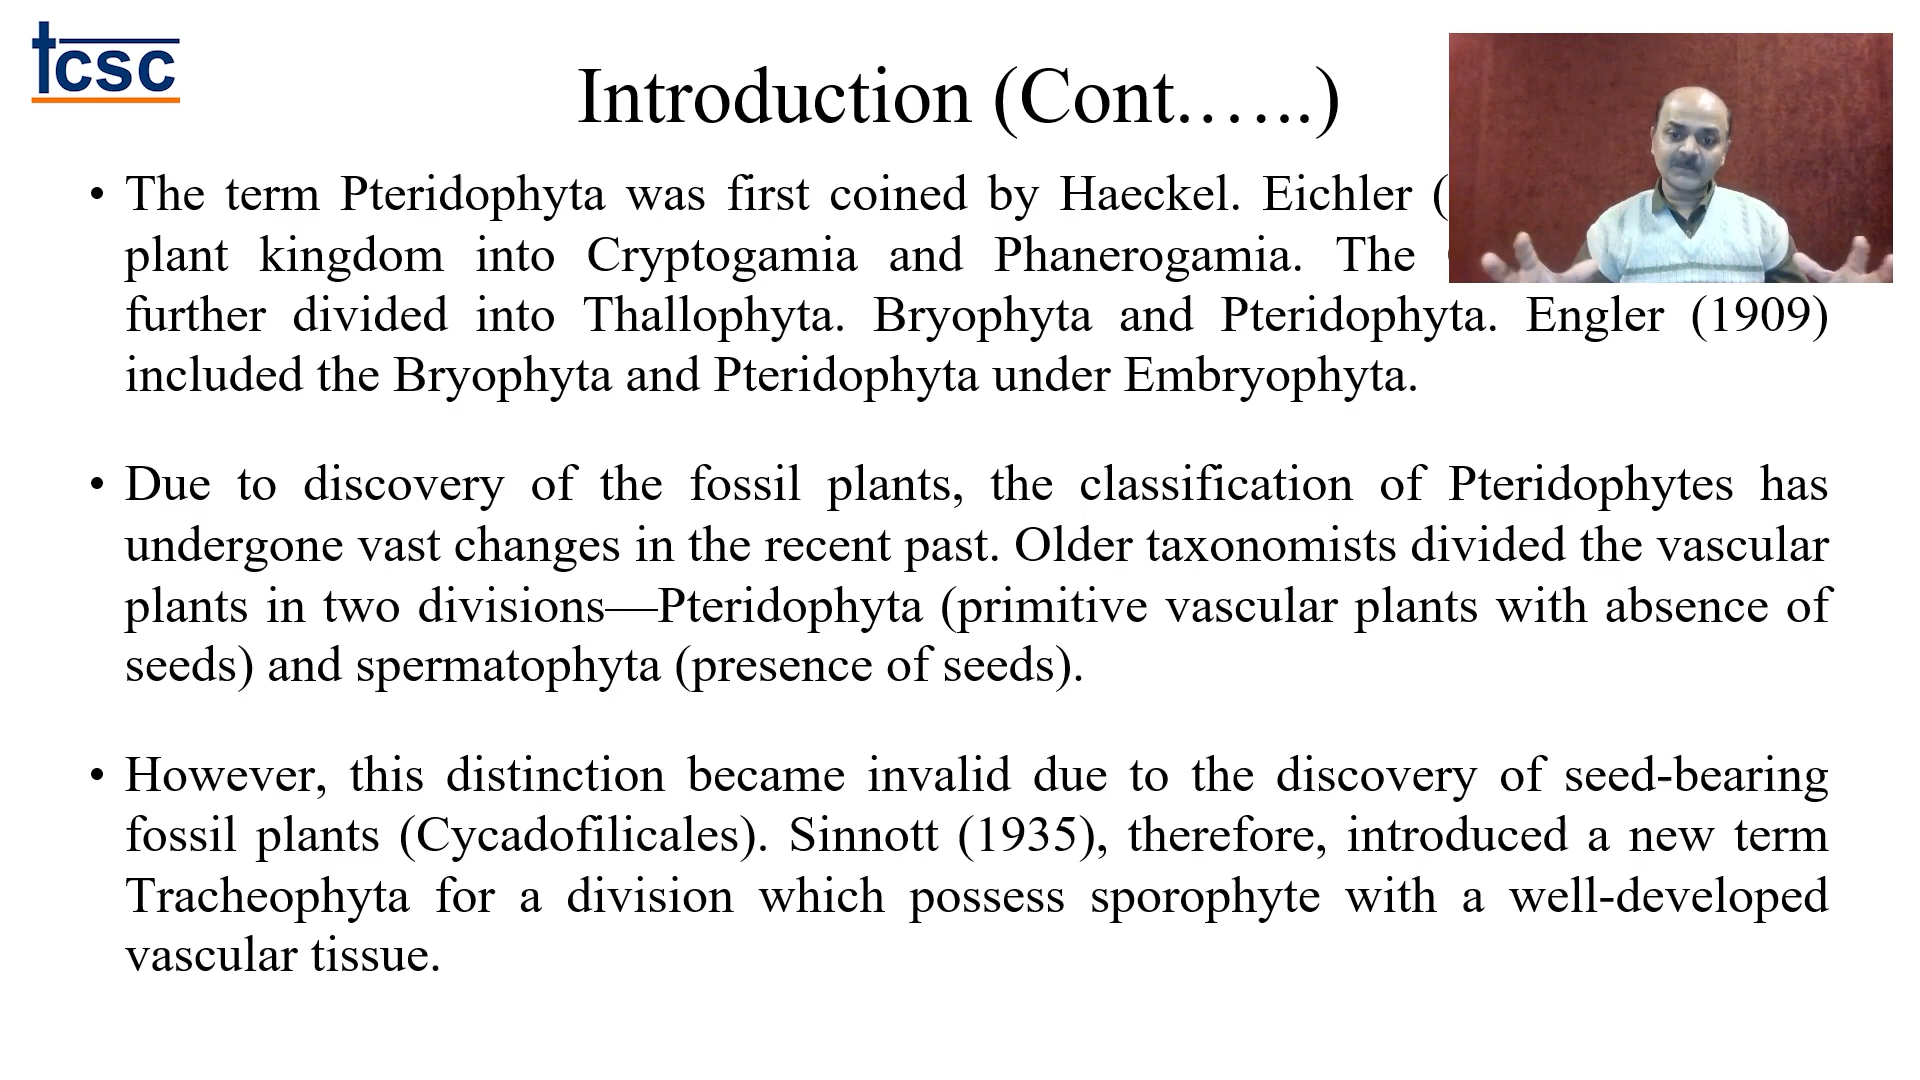 tcsc
Introduction (Cont.…...)
• The term Pteridophyta was first coined by Haeckel. Eichler (
plant kingdom into Cryptogamia and Phanerogamia. The
further divided into Thallophyta. Bryophyta and Pteridophyta. Engler (1909)
included the Bryophyta and Pteridophyta under Embryophyta.
• Due to discovery of the fossil plants, the classification of Pteridophytes has
undergone vast changes in the recent past. Older taxonomists divided the vascular
plants in two divisions—Pteridophyta (primitive vascular plants with absence of
seeds) and spermatophyta (presence of seeds).
• However, this distinction became invalid due to the discovery of seed-bearing
fossil plants (Cycadofilicales). Sinnott (1935), therefore, introduced a new term
Tracheophyta for a division which possess sporophyte with a well-developed
vascular tissue.